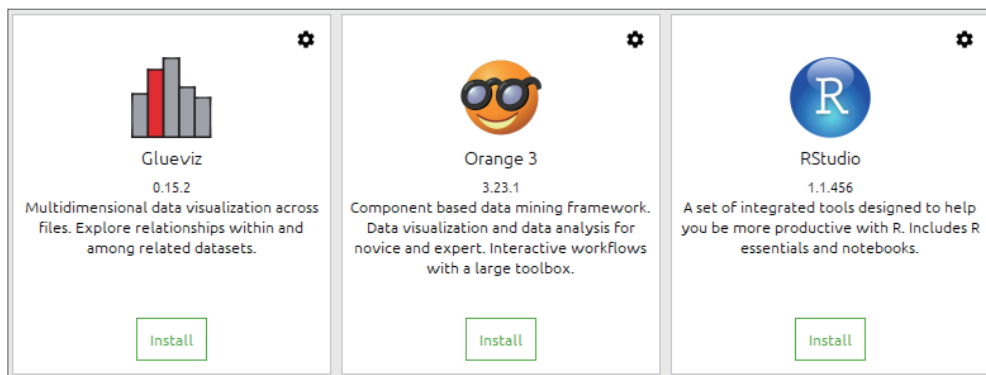 Glueviz
0.15.2
Multidimensional data visualization across
files. Explore relationships within and
among related datasets.
Install
Orange 3
3.23.1
Component based data mining framework.
Data visualization and data analysis for
novice and expert. Interactive workflows
with a large toolbox.
Install
R
RStudio
1.1.456
A set of integrated tools designed to help
you be more productive with R. Includes R
essentials and notebooks.
Install